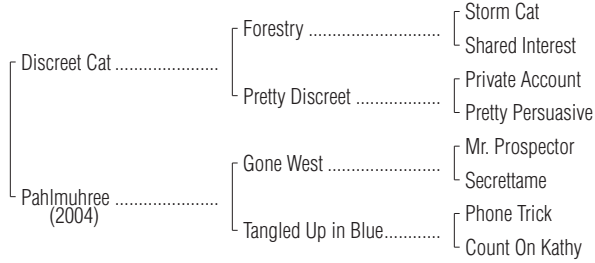 Storm Cat
Forestry ............................
Shared Interest
Discreet Cat ......................
Private Account
Pretty Discreet ..................
Pretty Persuasive
Mr. Prospector
Gone West ........................
Secrettame
Pahlmuhree ......................
(2004)
Phone Trick
Tangled Up in Blue............
Count On Kathy